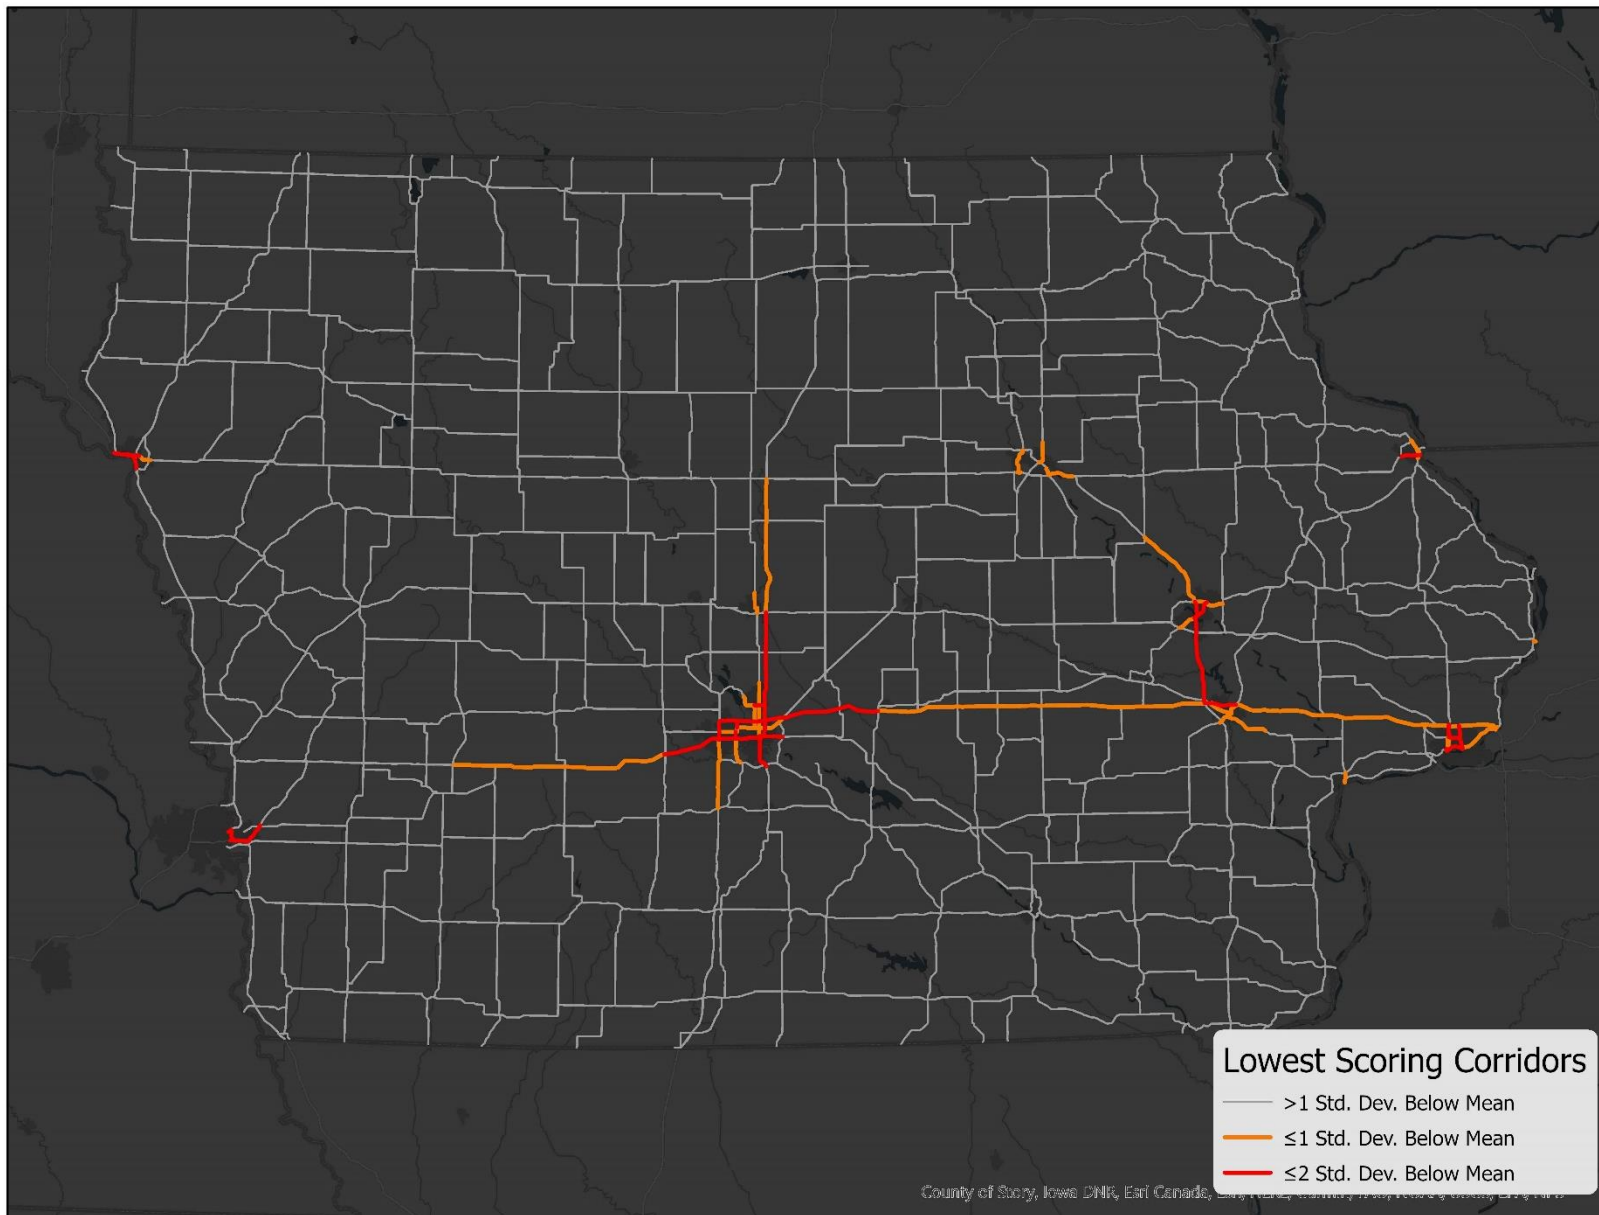 Lowest Scoring Corridors
>1 Std. Dev. Below Mean
≤1 Std. Dev. Below Mean
≤2 Std. Dev. Below Mean
County of Story, Iowa DNR, Esri Canada,